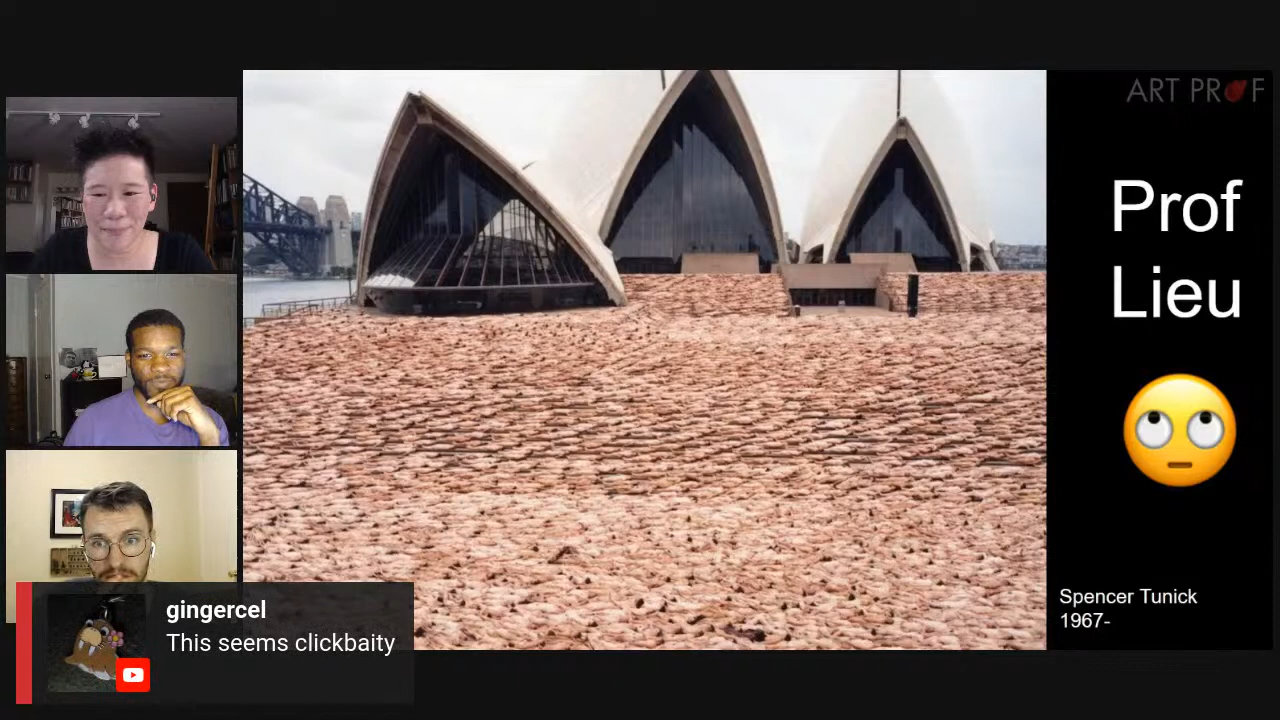 ART PROF
Prof
Lieu
Spencer Tunick
1967-
gingercel
This seems clickbaity